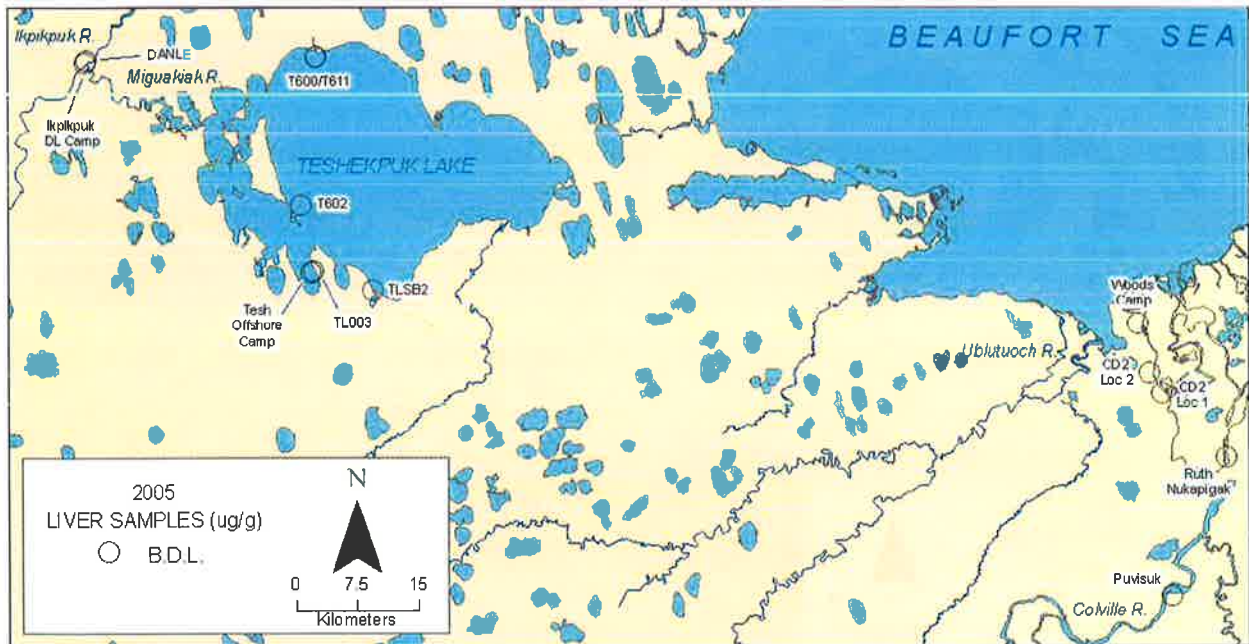 Ikpikpuk R.
BEAUFORT SEA
DANLE
Miguakiak R.
T600/T611
Ikpikpuk
DL Camp
TESHEKPUK LAKE
T602
Tesh
Offshore
Camp
TL003
TLSB2
Woods
Camp
Ublutuoch R.
CD2
Loc 2
CD2
Loc 1
Ruth
Nukapigak
Puvisuk
Colville R.
2005
LIVER SAMPLES (ug/g)
B.D.L.
N
0 7.5 15
Kilometers